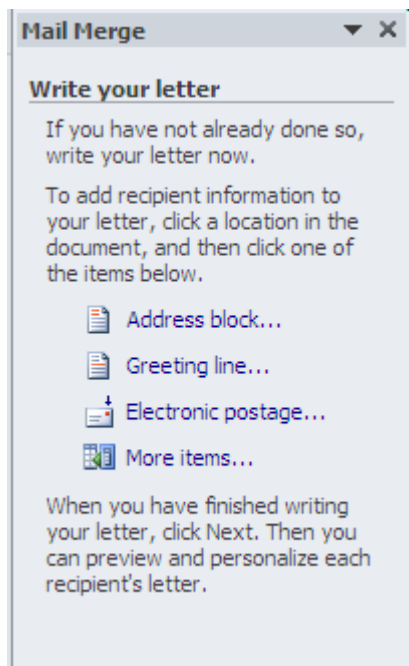 Mail Merge
Write your letter
If you have not already done so,
write your letter now.
To add recipient information to
your letter, click a location in the
document, and then click one of
the items below.
Address block...
Greeting line...
Electronic postage...
More items...
When you have finished writing
your letter, click Next. Then you
can preview and personalize each
recipient's letter.